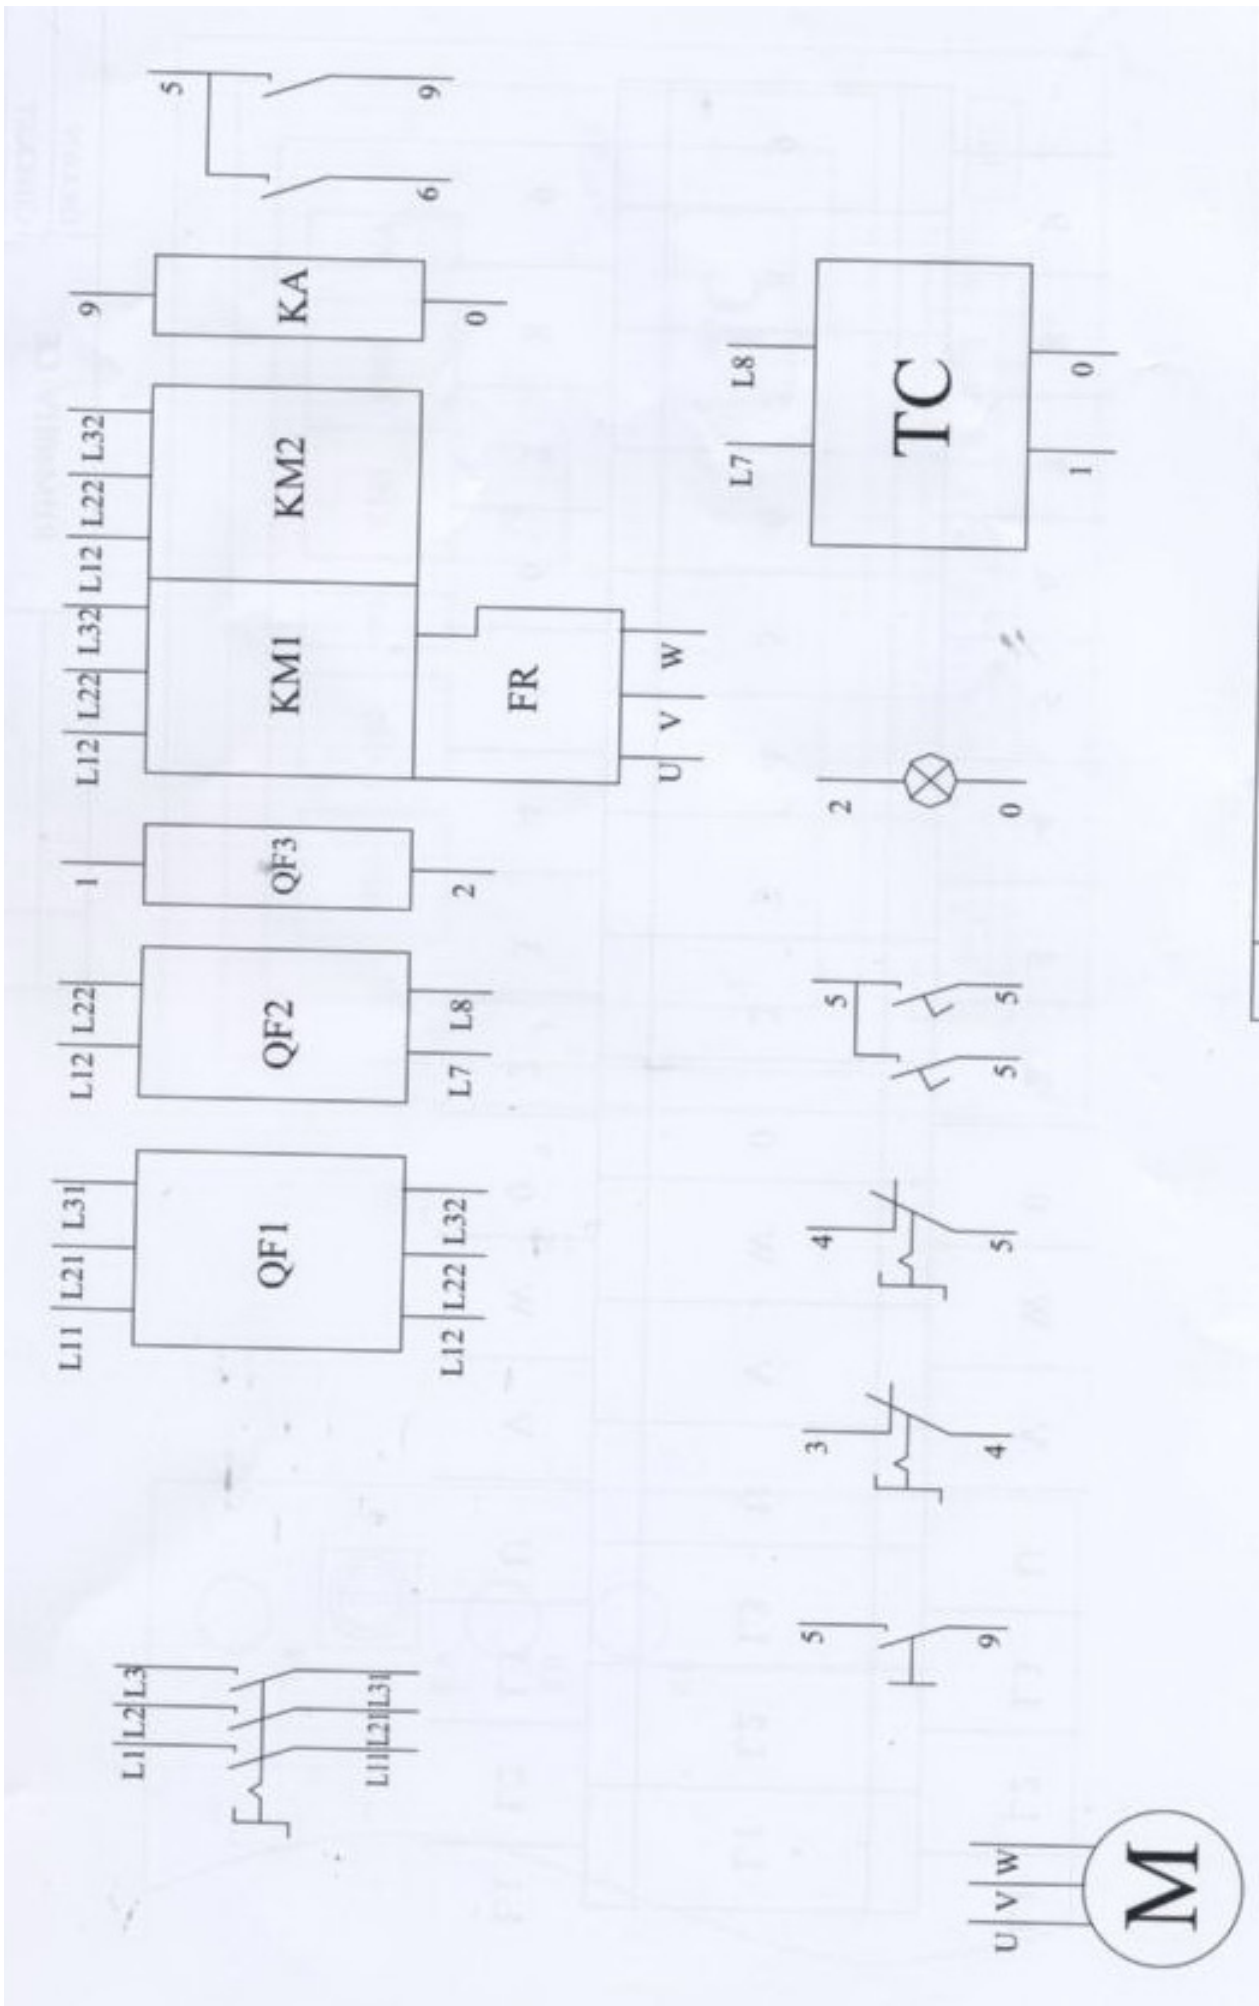 L1 L2 L3 L11 L21 L31 L12 L22 1 L12 L22 L32 L12 L22 L32 9 5
QF1 QF2 QF3 KM1 KM2 KA
L11 L21 L31 L12 L22 L32 L7 L8 2 0 6 9
FR
U V W
5 3 4 5 2 L7 L8
TC
9 4 5 5 5 0 1 0
U V W
M